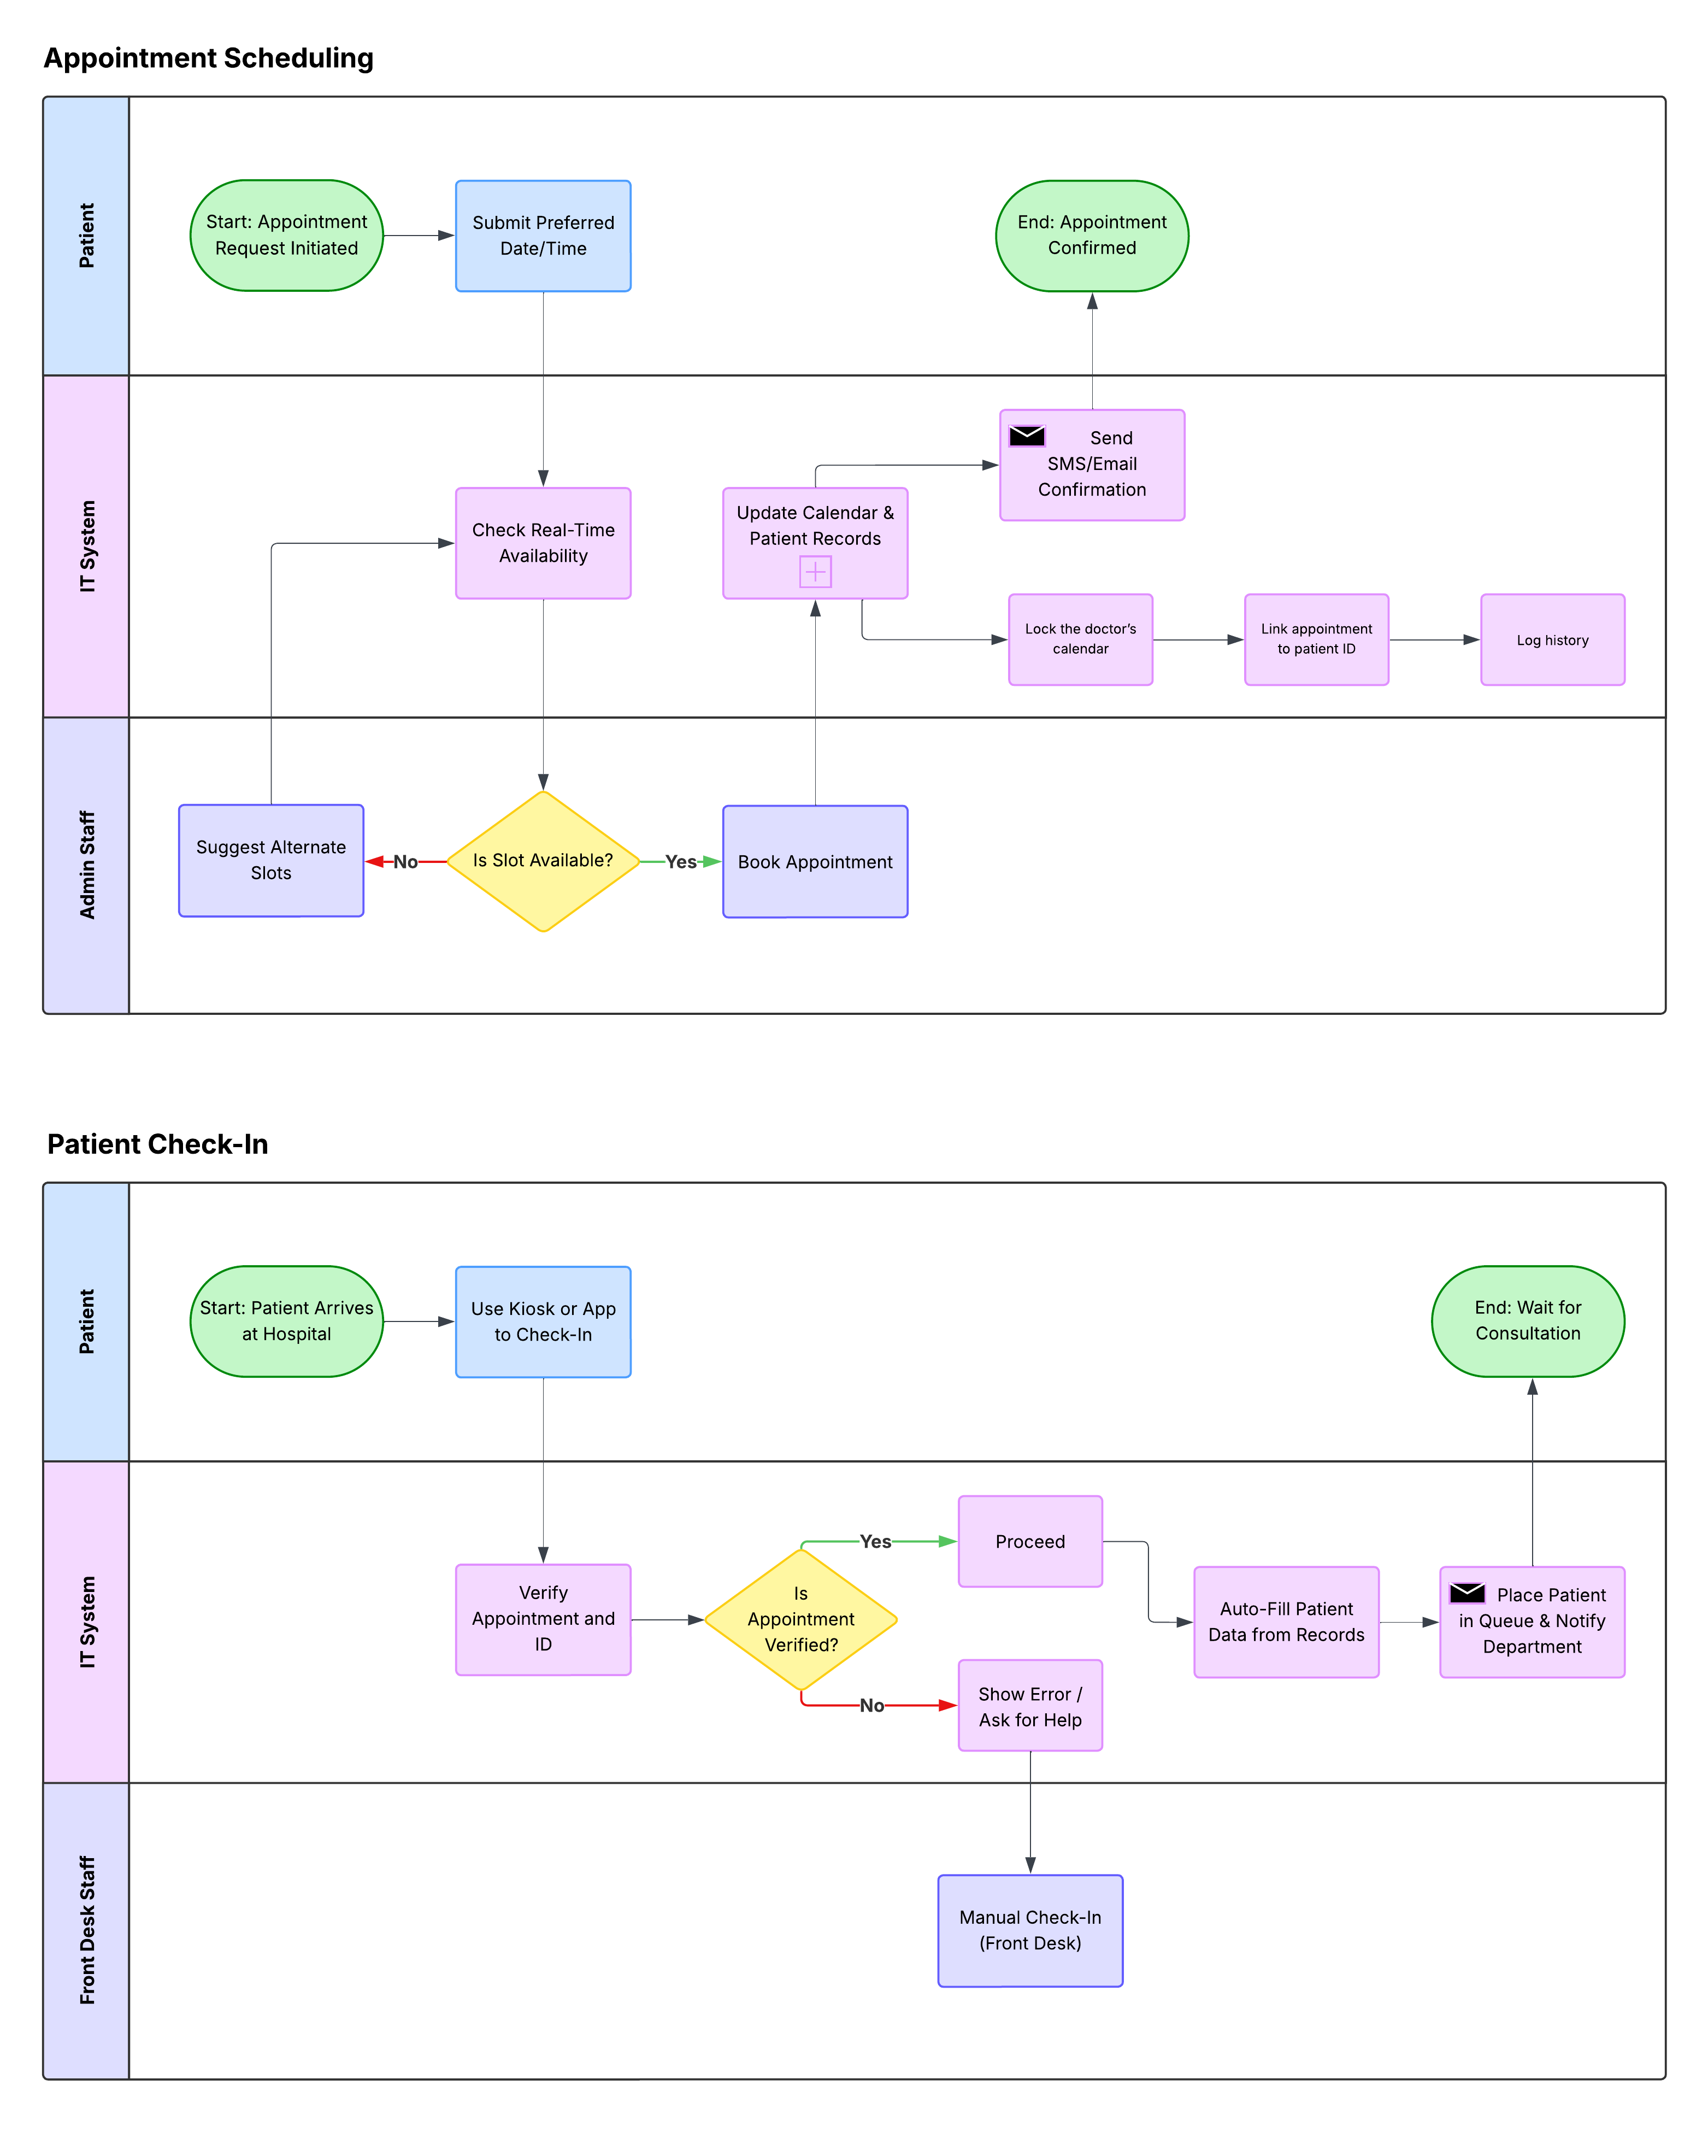 Appointment Scheduling
Patient
Start: Appointment
Request Initiated
Submit Preferred
Date/Time
End: Appointment
Confirmed
IT System
Send
SMS/Email
Confirmation
Check Real-Time
Availability
Update Calendar &
Patient Records
Lock the doctor’s
calendar
Link appointment
to patient ID
Log history
Admin Staff
Suggest Alternate
Slots
No
Is Slot Available?
Yes
Book Appointment
Patient Check-In
Patient
Start: Patient Arrives
at Hospital
Use Kiosk or App
to Check-In
End: Wait for
Consultation
IT System
Verify
Appointment and
ID
Is
Appointment
Verified?
Yes
Proceed
No
Show Error /
Ask for Help
Auto-Fill Patient
Data from Records
Place Patient
in Queue & Notify
Department
Front Desk Staff
Manual Check-In
(Front Desk)